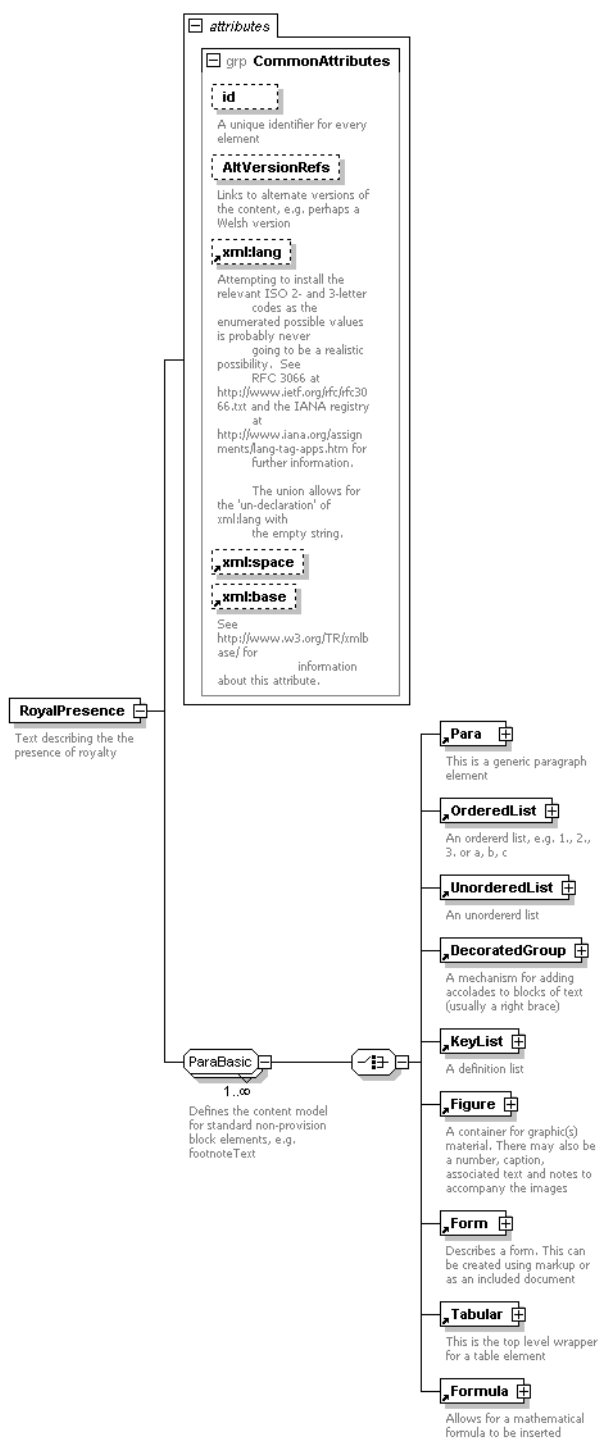 attributes
grp CommonAttributes
id
A unique identifier for every
element
AltVersionRefs
Links to alternate versions of
the content, e.g. perhaps a
Welsh version
xml:lang
Attempting to install the
relevant ISO 2- and 3-letter
codes as the
enumerated possible values
is probably never
going to be a realistic
possibility. See
RFC 3066 at
http://www.ietf.org/rfc/rfc30
66.txt and the IANA registry
at
http://www.iana.org/assign
ments/lang-tag-apps.htm for
further information.
The union allows for
the 'un-declaration' of
xml:lang with
the empty string.
xml:space
xml:base
See
http://www.w3.org/TR/xmlb
ase/ for
information
about this attribute.
RoyalPresence
Text describing the the
presence of royalty
Para
This is a generic paragraph
element
OrderedList
An ordererd list, e.g. 1., 2.,
3. or a, b, c
UnorderedList
An unordererd list
DecoratedGroup
A mechanism for adding
accolades to blocks of text
(usually a right brace)
KeyList
A definition list
ParaBasic
1..∞
Defines the content model
for standard non-provision
block elements, e.g.
footnoteText
Figure
A container for graphic(s)
material. There may also be
a number, caption,
associated text and notes to
accompany the images
Form
Describes a form. This can
be created using markup or
as an included document
Tabular
This is the top level wrapper
for a table element
Formula
Allows for a mathematical
formula to be inserted